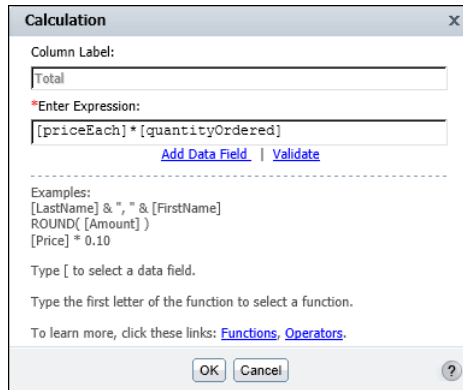 Calculation
X
Column Label:
Total
*Enter Expression:
[priceEach]*[quantityOrdered]
Add Data Field | Validate
Examples:
[LastName] & ", " & [FirstName]
ROUND( [Amount] )
[Price] * 0.10
Type [ to select a data field.
Type the first letter of the function to select a function.
To learn more, click these links: Functions, Operators.
OK Cancel ?